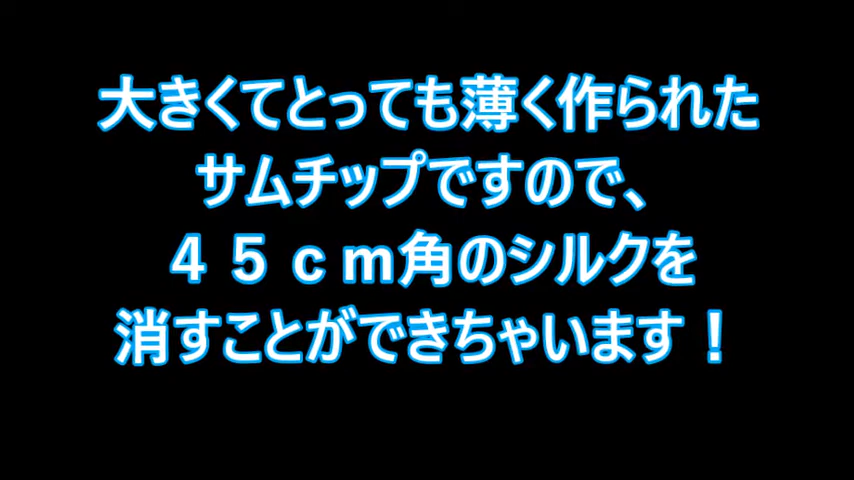 大きくてとっても薄く作られた
サムチップですので、
４５ｃｍ角のシルクを
消すことができちゃいます！